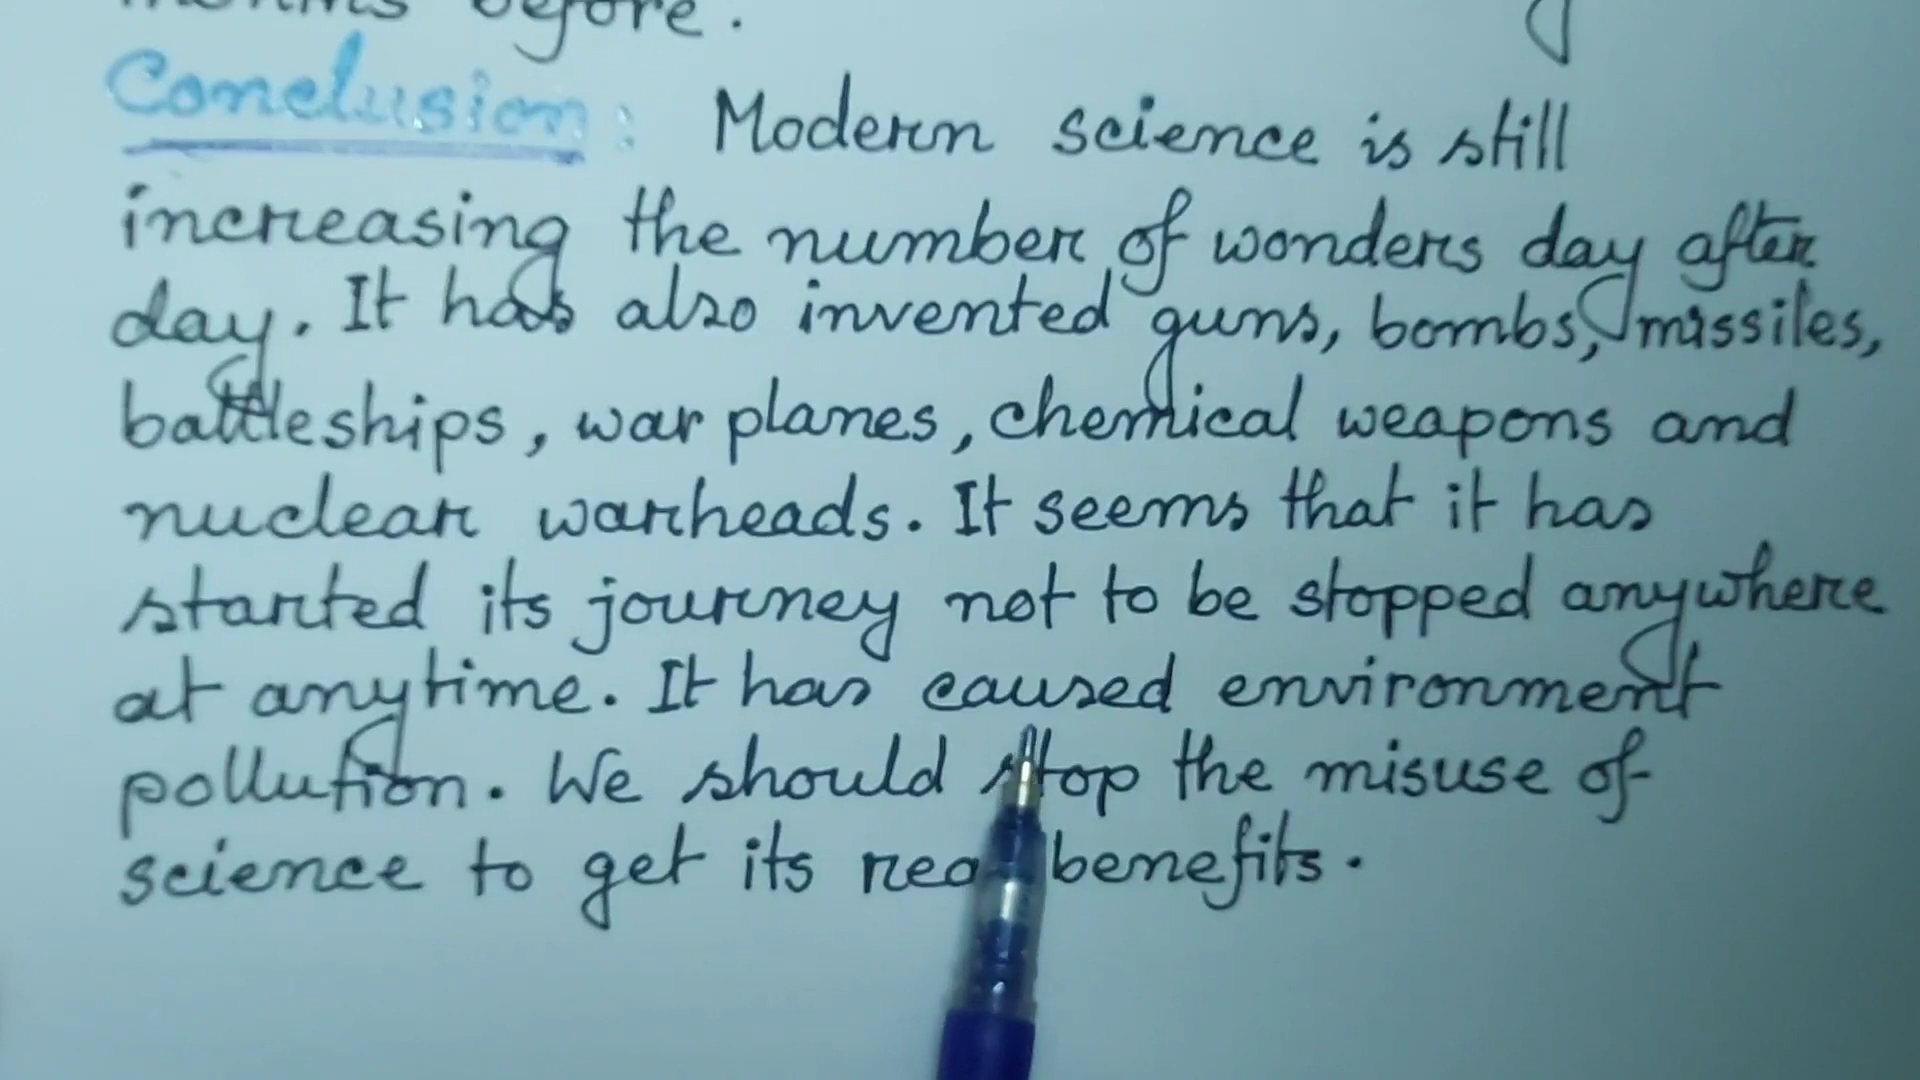 before.
Conclusion: Modern science is still
increasing the number of wonders day after
day. It has also invented guns, bombs, missiles,
battleships, war planes, chemical weapons and
nuclear warheads. It seems that it has
started its journey not to be stopped anywhere
at anytime. It has caused environment
pollution. We should stop the misuse of
science to get its benefits.